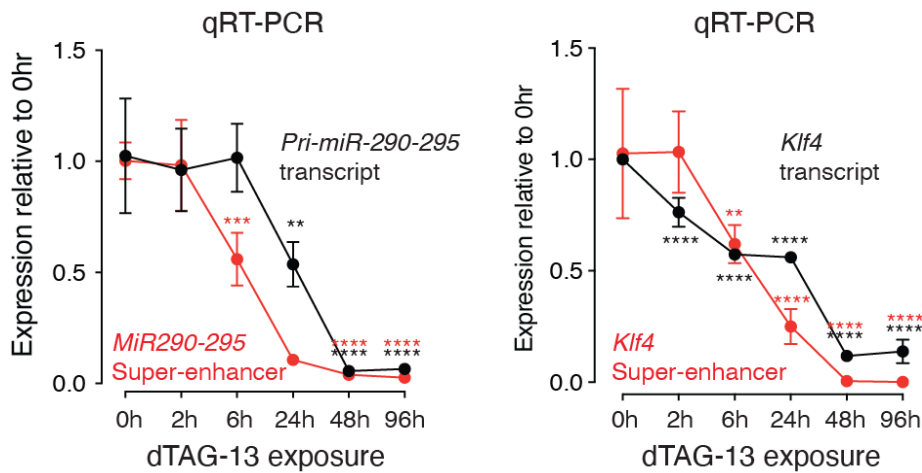 qRT-PCR
Expression relative to 0hr
1.5
1.0
0.5
0.0
Pri-miR-290-295
transcript
***
**
****
****
****
****
MiR290-295
Super-enhancer
0h 2h 6h 24h 48h 96h
dTAG-13 exposure
qRT-PCR
Expression relative to 0hr
1.5
1.0
0.5
0.0
Klf4
transcript
**
****
****
****
****
****
****
****
****
Klf4
Super-enhancer
0h 2h 6h 24h 48h 96h
dTAG-13 exposure